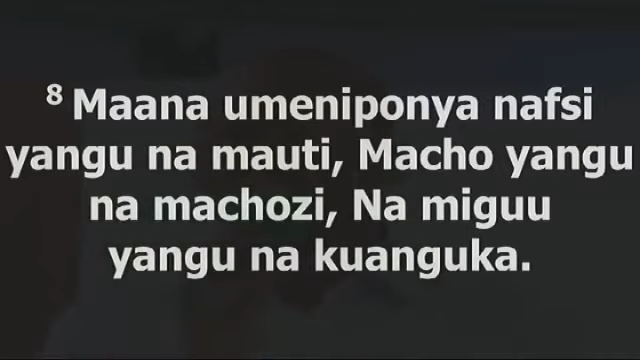 8 Maana umeniponya nafsi
yangu na mauti, Macho yangu
na machozi, Na miguu
yangu na kuanguka.